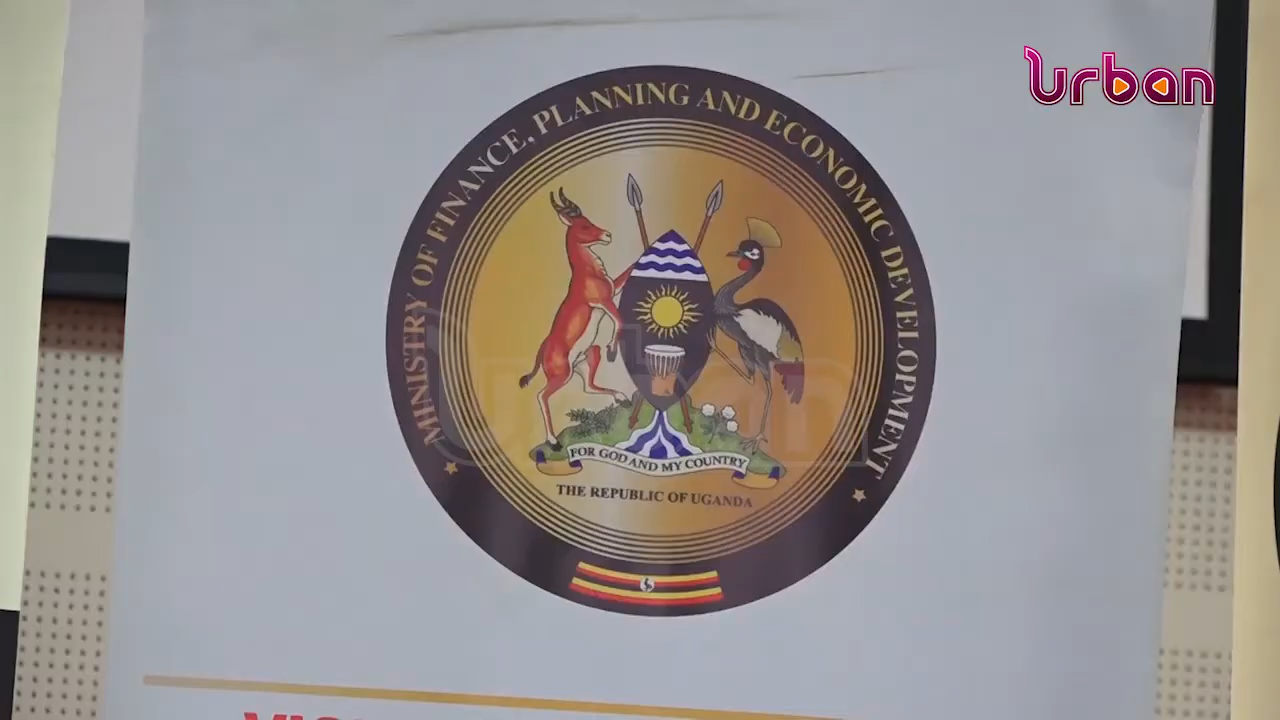 Urban
MINISTRY OF FINANCE, PLANNING AND ECONOMIC DEVELOPMENT
FOR GOD AND MY COUNTRY
THE REPUBLIC OF UGANDA